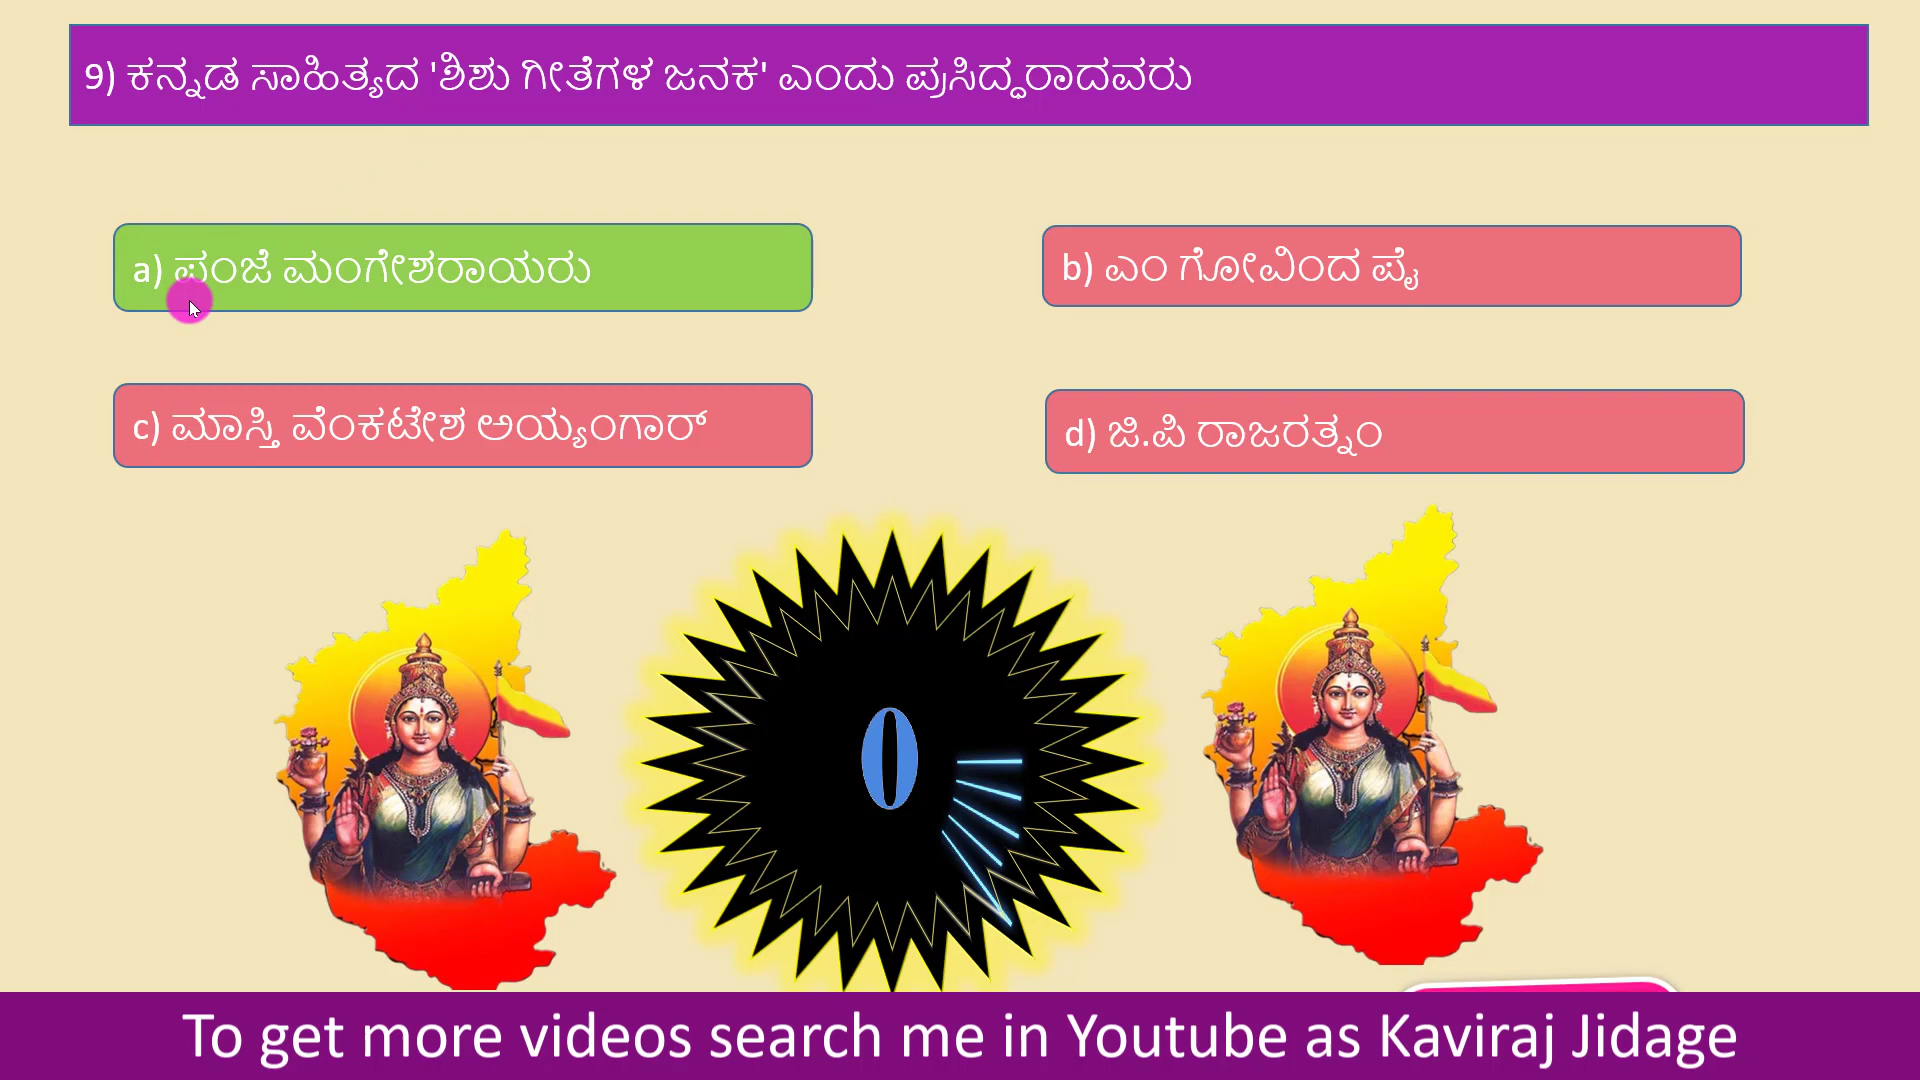 9) ಕನ್ನಡ ಸಾಹಿತ್ಯದ 'ಶಿಶು ಗೀತೆಗಳ ಜನಕ' ಎಂದು ಪ್ರಸಿದ್ಧರಾದವರು
a) ಪಂಜೆ ಮಂಗೇಶರಾಯರು
b) ಎಂ ಗೋವಿಂದ ಪೈ
c) ಮಾಸ್ತಿ ವೆಂಕಟೇಶ ಅಯ್ಯಂಗಾರ್
d) ಜಿ.ಪಿ ರಾಜರತ್ನಂ
0
To get more videos search me in Youtube as Kaviraj Jidage